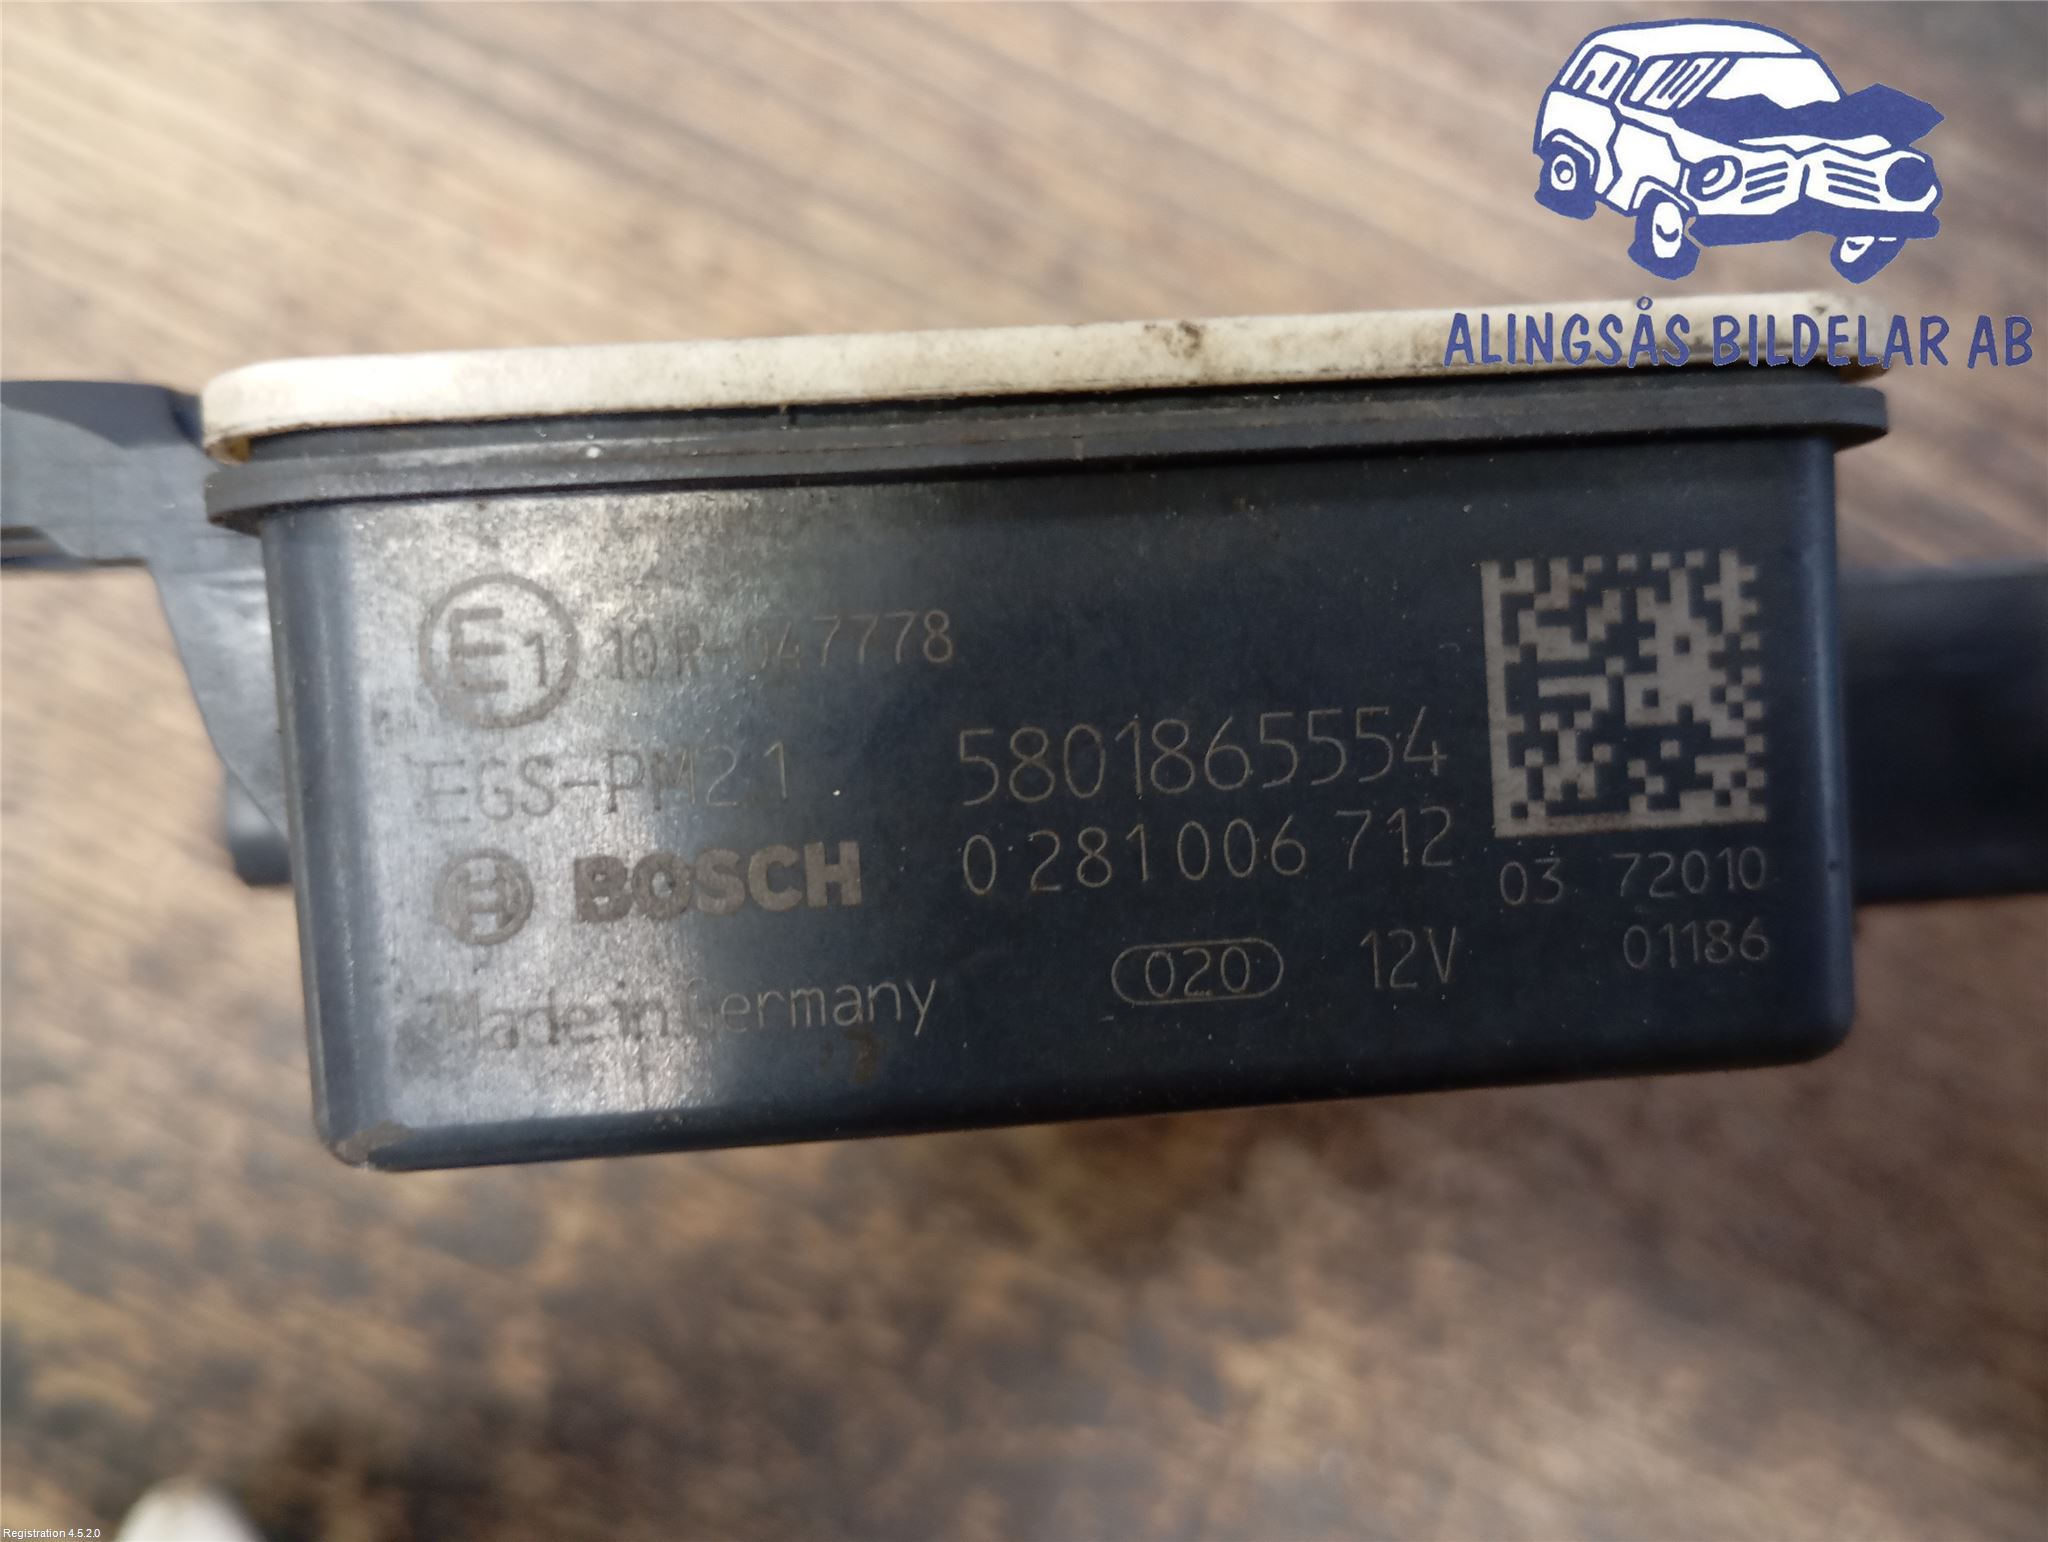 ALINGSÅS BILDELAR AB
E1 10R-047778
EGS-PM2.1 5801865554
BOSCH 0 281 006 712
03 72010
01186
Made in Germany 020 12V
Registration 4.5.2.0